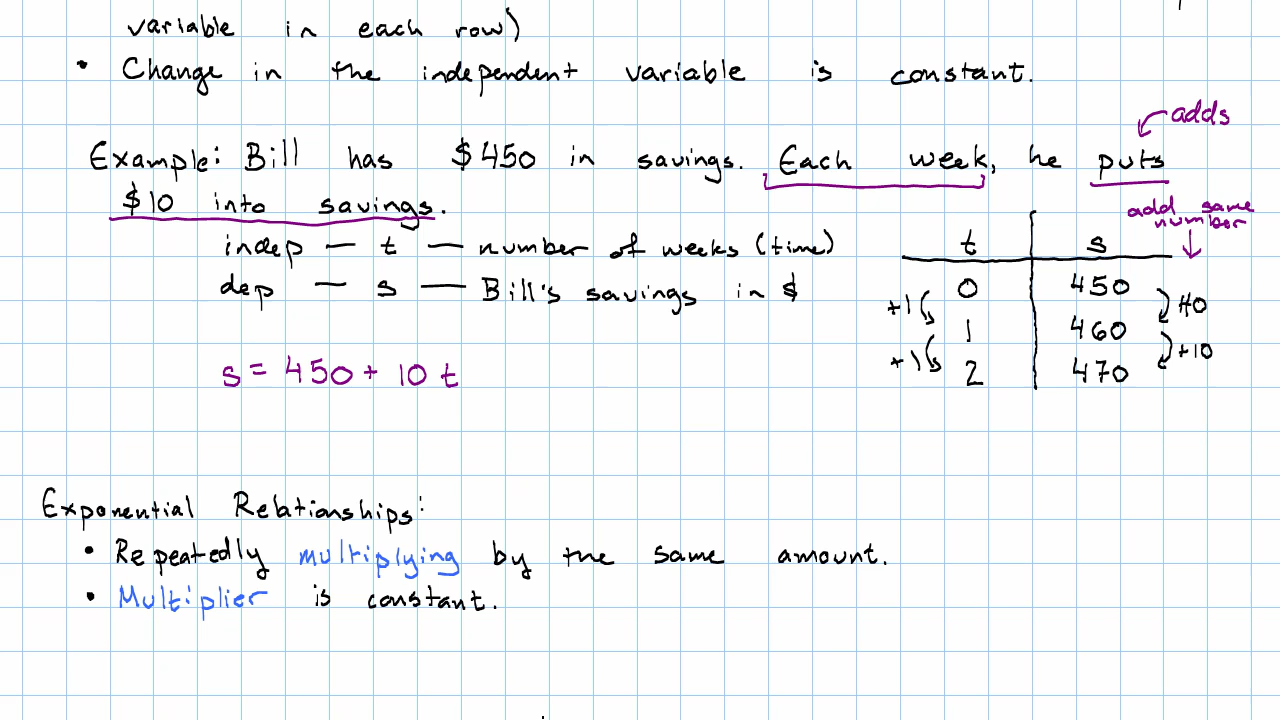 variable in each row)
• Change in the independent variable is constant.
adds
Example: Bill has $450 in savings. Each week, he puts
$10 into savings.
add same
number
indep — t — number of weeks (time)
dep — s — Bill's savings in $
t s
0 450
+1 +10
1 460
+1 +10
2 470
s = 450 + 10 t
Exponential Relationships:
• Repeatedly multiplying by the same amount.
• Multiplier is constant.